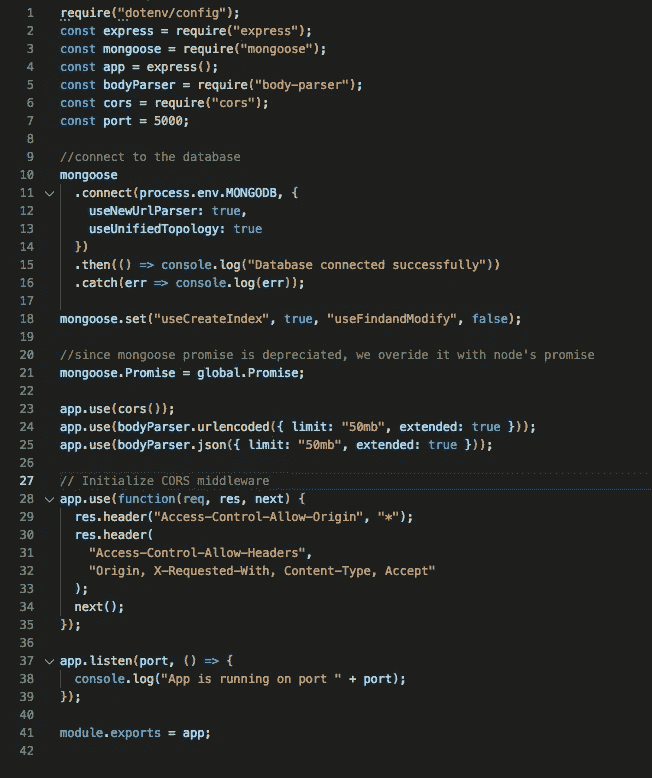 1 require("dotenv/config");
2 const express = require("express");
3 const mongoose = require("mongoose");
4 const app = express();
5 const bodyParser = require("body-parser");
6 const cors = require("cors");
7 const port = 5000;
8
9 //connect to the database
10 mongoose
11 .connect(process.env.MONGODB, {
12 useNewUrlParser: true,
13 useUnifiedTopology: true
14 })
15 .then(() => console.log("Database connected successfully"))
16 .catch(err => console.log(err));
17
18 mongoose.set("useCreateIndex", true, "useFindandModify", false);
19
20 //since mongoose promise is depreciated, we overide it with node's promise
21 mongoose.Promise = global.Promise;
22
23 app.use(cors());
24 app.use(bodyParser.urlencoded({ limit: "50mb", extended: true }));
25 app.use(bodyParser.json({ limit: "50mb", extended: true }));
26
27 // Initialize CORS middleware
28 app.use(function(req, res, next) {
29 res.header("Access-Control-Allow-Origin", "*");
30 res.header(
31 "Access-Control-Allow-Headers",
32 "Origin, X-Requested-With, Content-Type, Accept"
33 );
34 next();
35 });
36
37 app.listen(port, () => {
38 console.log("App is running on port " + port);
39 });
40
41 module.exports = app;
42